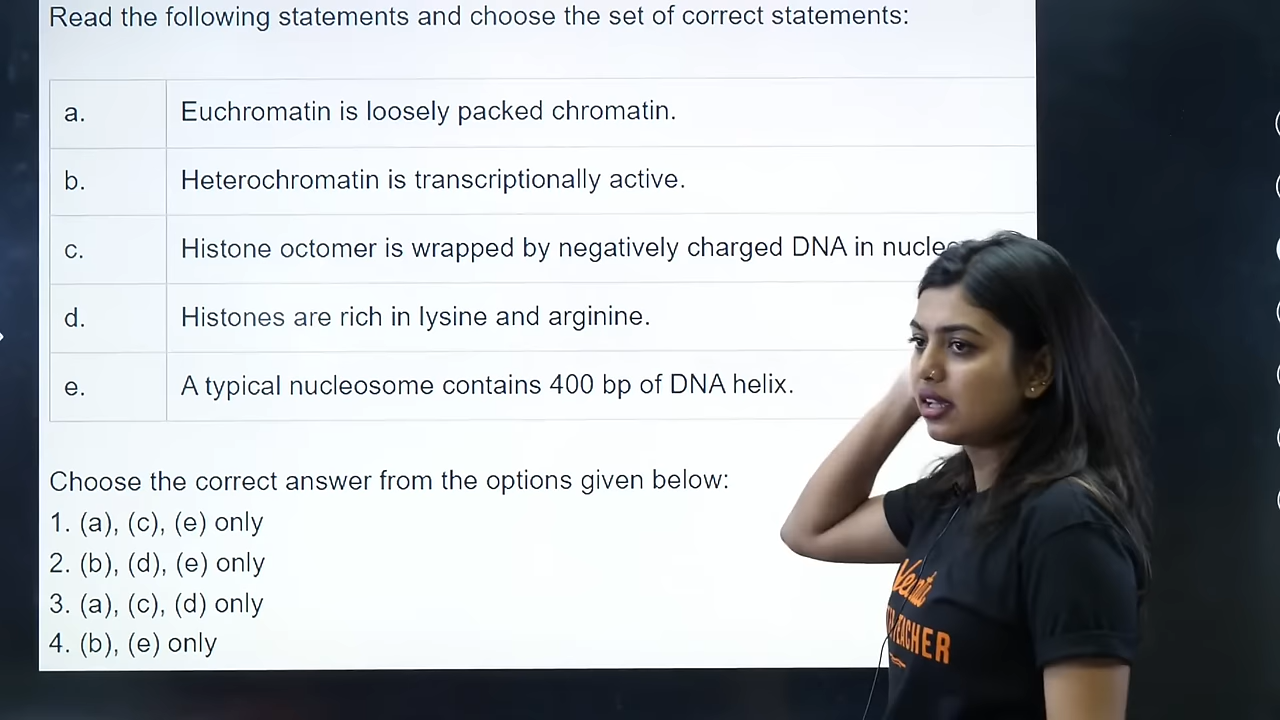 Read the following statements and choose the set of correct statements:
a. Euchromatin is loosely packed chromatin.
b. Heterochromatin is transcriptionally active.
c. Histone octomer is wrapped by negatively charged DNA in
d. Histones are rich in lysine and arginine.
e. A typical nucleosome contains 400 bp of DNA helix.
Choose the correct answer from the options given below:
1. (a), (c), (e) only
2. (b), (d), (e) only
3. (a), (c), (d) only
4. (b), (e) only